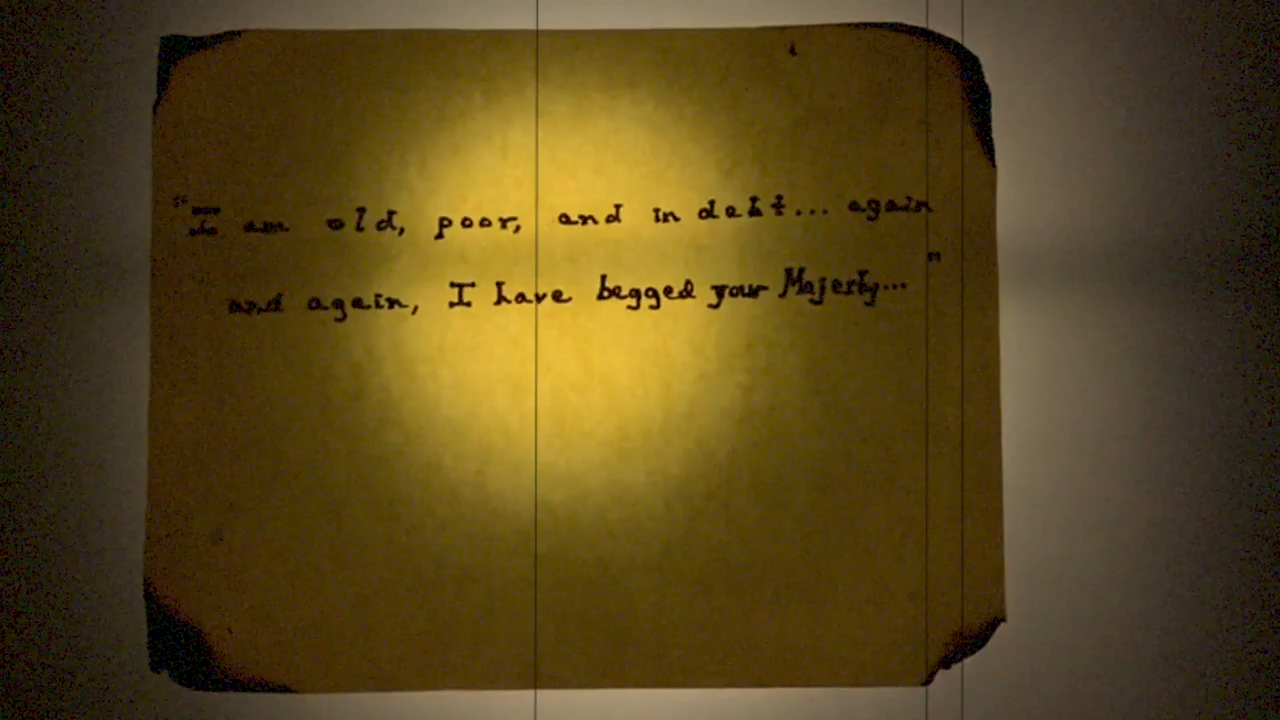 am old, poor, and in debt... again
and again, I have begged your Majesty..."